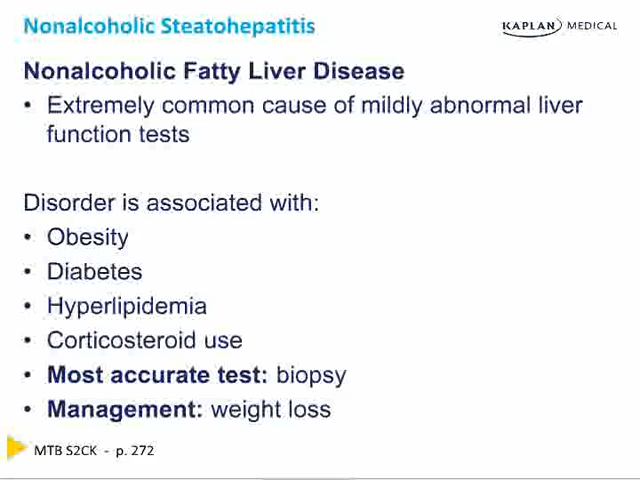 Nonalcoholic Steatohepatitis
KAPLAN MEDICAL
Nonalcoholic Fatty Liver Disease
• Extremely common cause of mildly abnormal liver
function tests
Disorder is associated with:
• Obesity
• Diabetes
• Hyperlipidemia
• Corticosteroid use
• Most accurate test: biopsy
• Management: weight loss
MTB S2CK - p. 272